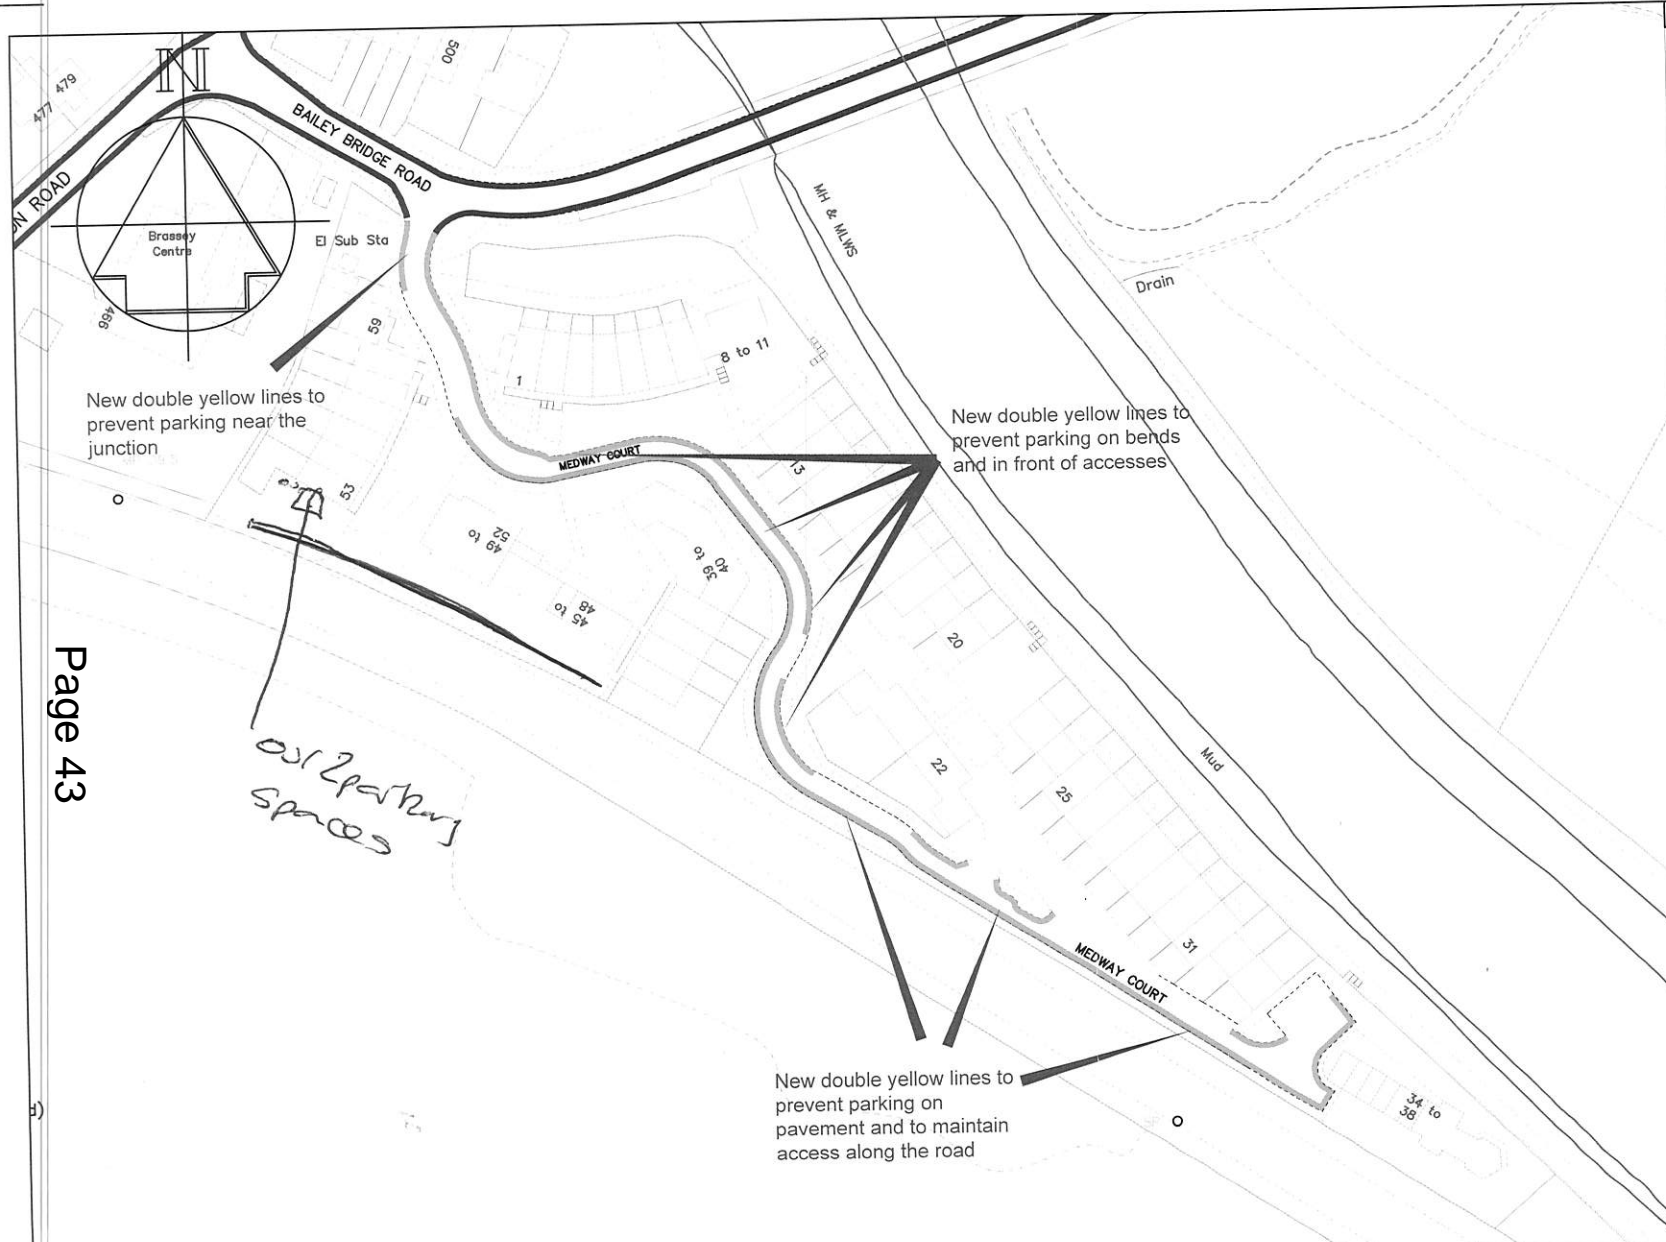 500
477 479
BAILEY BRIDGE ROAD
ON ROAD
N
Brassey
Centre
El Sub Sta
466
59
MH & MLWS
Drain
8 to 11
1
New double yellow lines to
prevent parking near the
junction
New double yellow lines to
prevent parking on bends
and in front of accesses
MEDWAY COURT
13
53
49 to
52
39 to
40
45 to
48
20
Page 43
our 2 parking
spaces
22
25
Mud
31
MEDWAY COURT
New double yellow lines to
prevent parking on
pavement and to maintain
access along the road
34 to
38